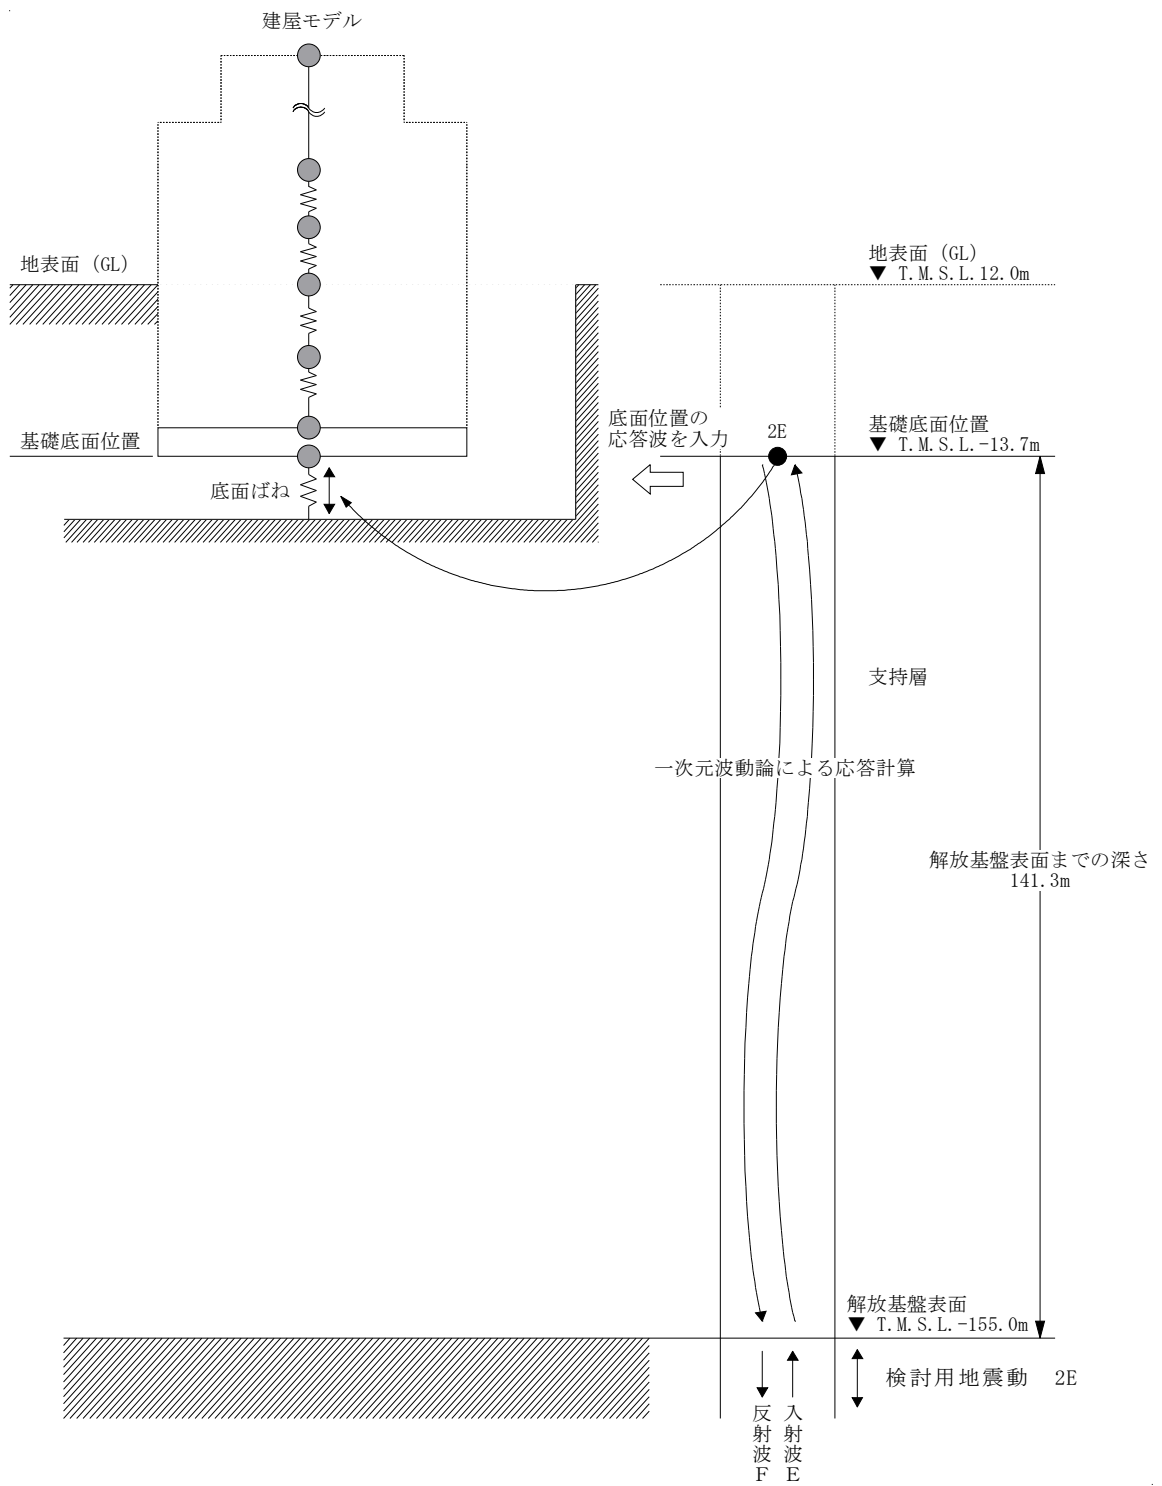 建屋モデル
地表面（GL）
地表面（GL）
▼ T.M.S.L.12.0m
基礎底面位置
底面位置の
応答波を入力
2E
基礎底面位置
▼ T.M.S.L.-13.7m
底面ばね
支持層
一次元波動論による応答計算
解放基盤表面までの深さ
141.3m
解放基盤表面
▼ T.M.S.L.-155.0m
検討用地震動　2E
反射波F
入射波E